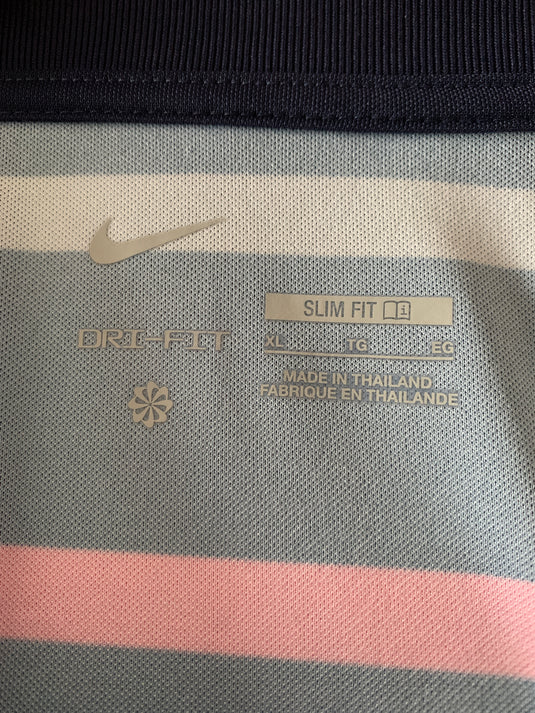 DRI-FIT
SLIM FIT
XL TG EG
MADE IN THAILAND
FABRIQUE EN THAILANDE